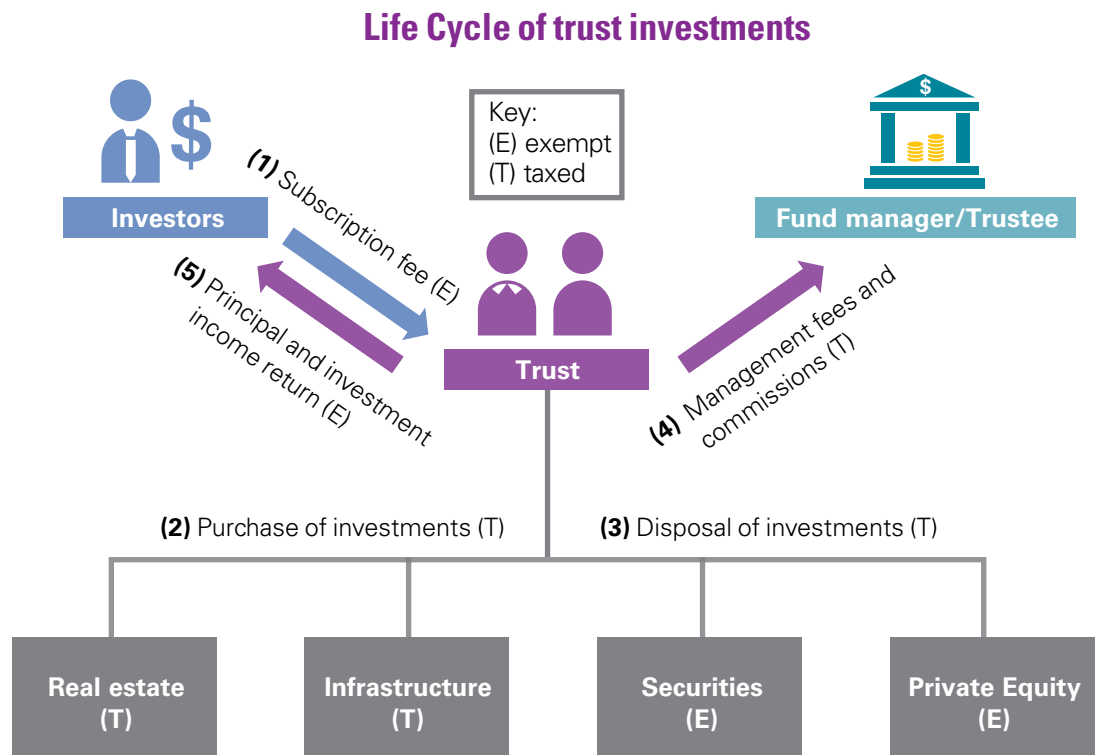 Life Cycle of trust investments
$
$
Key:
(E) exempt
(T) taxed
Investors
Fund manager/Trustee
(1) Subscription fee (E)
(5) Principal and investment
income return (E)
Trust
(4) Management fees and
commissions (T)
(2) Purchase of investments (T)
(3) Disposal of investments (T)
Real estate
(T)
Infrastructure
(T)
Securities
(E)
Private Equity
(E)